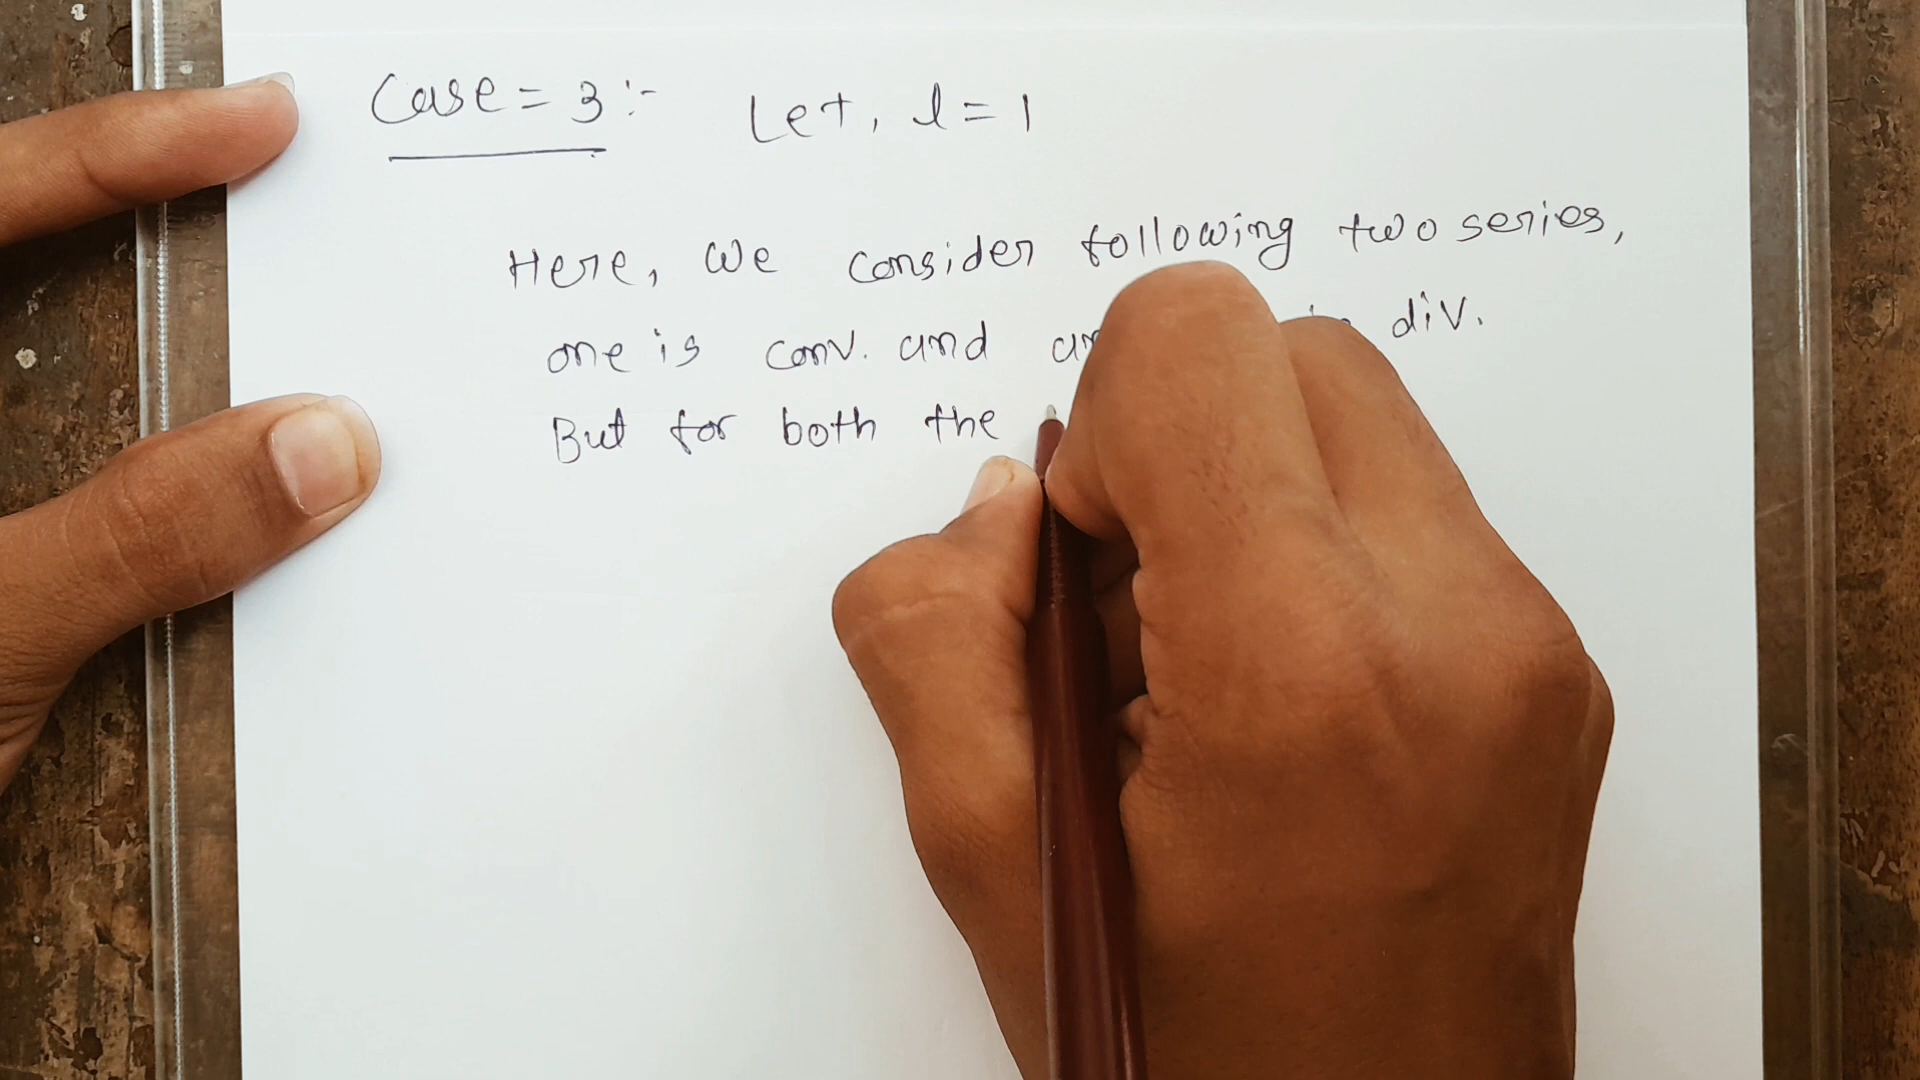 Case = 3 :- Let, l = 1
Here, we consider following two series,
one is conv. and div.
But for both the